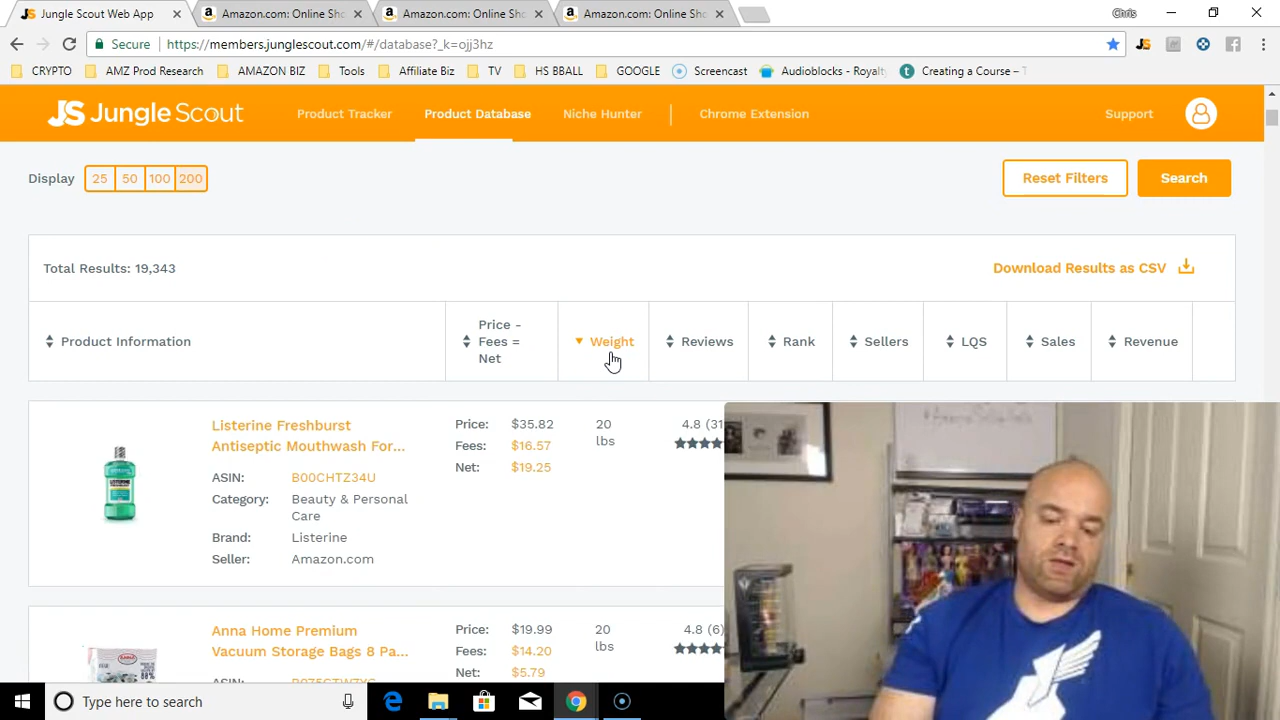 Jungle Scout Web App
Amazon.com: Online Sho
Amazon.com: Online Sho
Amazon.com: Online Sho
Chris
Secure
https://members.junglescout.com/#/database?_k=ojj3hz
CRYPTO
AMZ Prod Research
AMAZON BIZ
Tools
Affiliate Biz
TV
HS BBALL
GOOGLE
Screencast
Audioblocks - Royalt
Creating a Course – T
JS Jungle Scout
Product Tracker
Product Database
Niche Hunter
Chrome Extension
Support
Display
25
50
100
200
Reset Filters
Search
Total Results: 19,343
Download Results as CSV
Product Information
Price -
Fees =
Net
Weight
Reviews
Rank
Sellers
LQS
Sales
Revenue
Listerine Freshburst
Antiseptic Mouthwash For...
ASIN: B00CHTZ34U
Category: Beauty & Personal
Care
Brand: Listerine
Seller: Amazon.com
Price: $35.82
Fees: $16.57
Net: $19.25
20
lbs
4.8 (31
Anna Home Premium
Vacuum Storage Bags 8 Pa...
Price: $19.99
Fees: $14.20
Net: $5.79
20
lbs
4.8 (6)
Type here to search